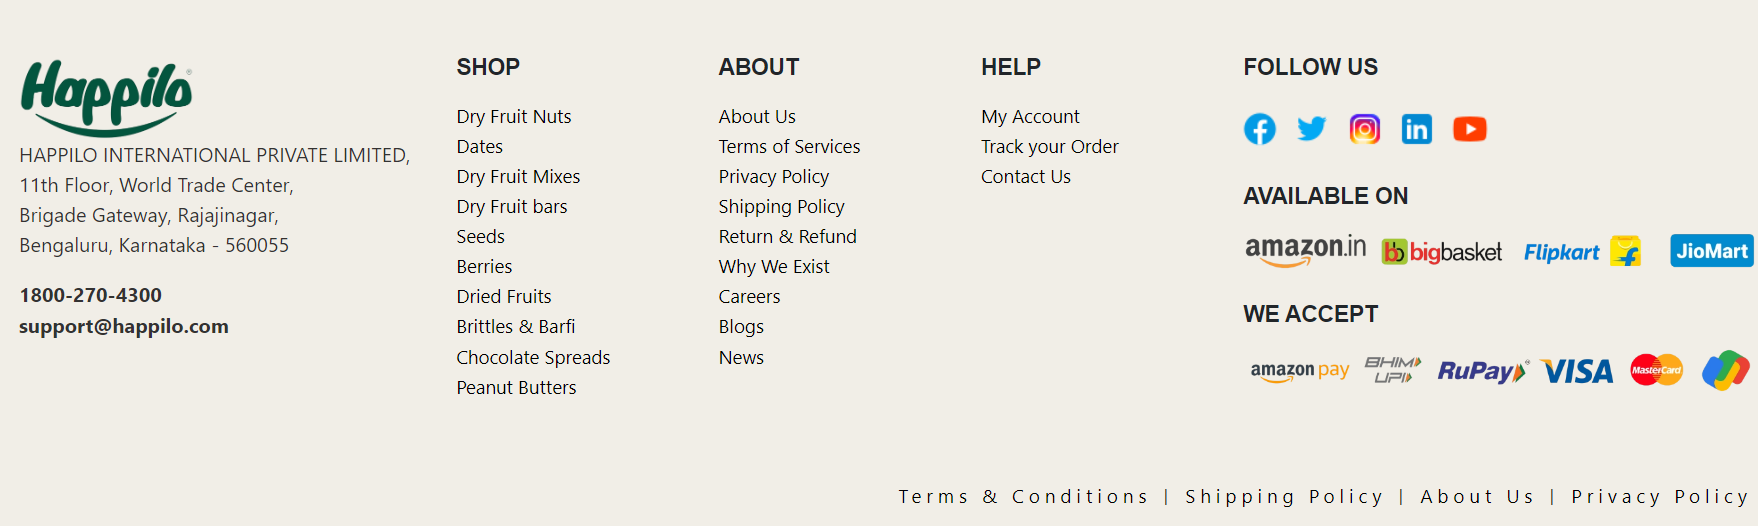 Happilo
HAPPILO INTERNATIONAL PRIVATE LIMITED,
11th Floor, World Trade Center,
Brigade Gateway, Rajajinagar,
Bengaluru, Karnataka - 560055
1800-270-4300
support@happilo.com
SHOP
Dry Fruit Nuts
Dates
Dry Fruit Mixes
Dry Fruit bars
Seeds
Berries
Dried Fruits
Brittles & Barfi
Chocolate Spreads
Peanut Butters
ABOUT
About Us
Terms of Services
Privacy Policy
Shipping Policy
Return & Refund
Why We Exist
Careers
Blogs
News
HELP
My Account
Track your Order
Contact Us
FOLLOW US
AVAILABLE ON
amazon.in bb bigbasket Flipkart JioMart
WE ACCEPT
amazon pay BHIM UPI RuPay VISA MasterCard
Terms & Conditions | Shipping Policy | About Us | Privacy Policy